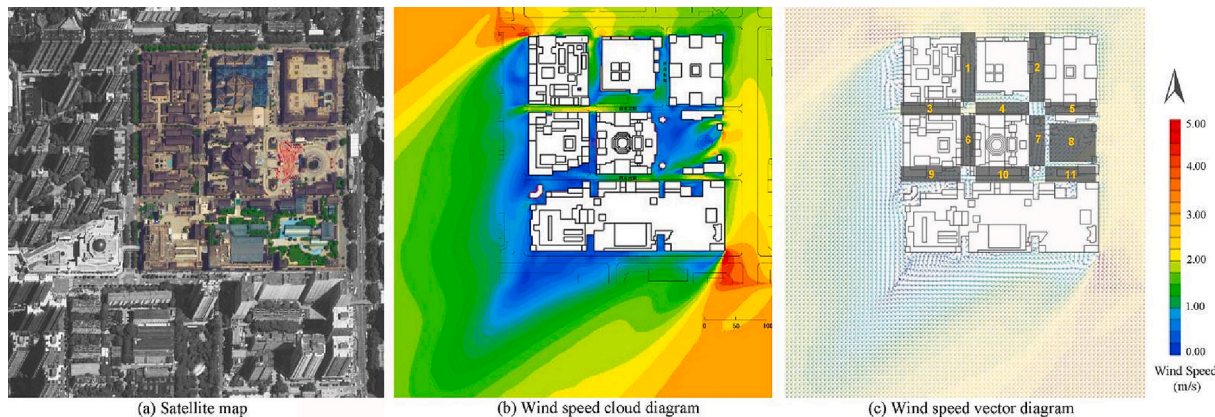 1
2
3
4
5
6
7
8
9
10
11
5.00
4.00
3.00
2.00
1.00
0.00
Wind Speed
(m/s)
0 50 100
(a) Satellite map
(b) Wind speed cloud diagram
(c) Wind speed vector diagram